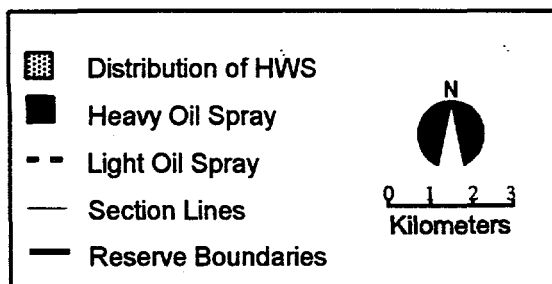 Distribution of HWS
Heavy Oil Spray
Light Oil Spray
Section Lines
Reserve Boundaries
N
0 1 2 3
Kilometers